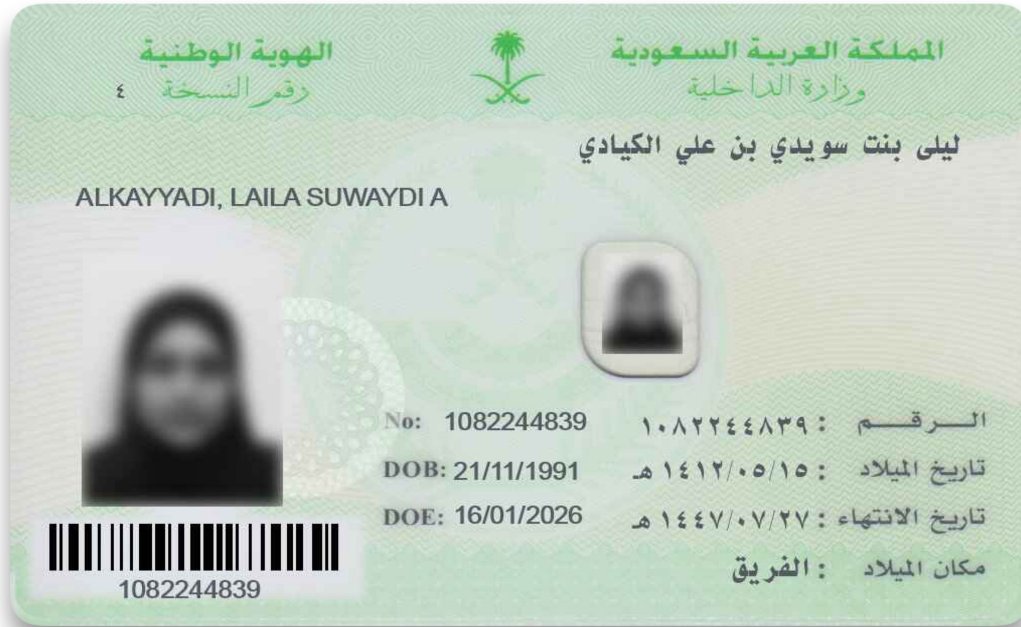 المملكة العربية السعودية
وزارة الداخلية
الهوية الوطنية
رقم النسخة ٤
ليلى بنت سويدي بن علي الكيادي
ALKAYYADI, LAILA SUWAYDI A
الـــرقـــــم : ١٠٨٢٢٤٤٨٣٩ No: 1082244839
تاريخ الميلاد : ١٤١٢/٠٥/١٥ هـ DOB: 21/11/1991
تاريخ الانتهاء : ١٤٤٧/٠٧/٢٧ هـ DOE: 16/01/2026
مكان الميلاد : الفريق
1082244839